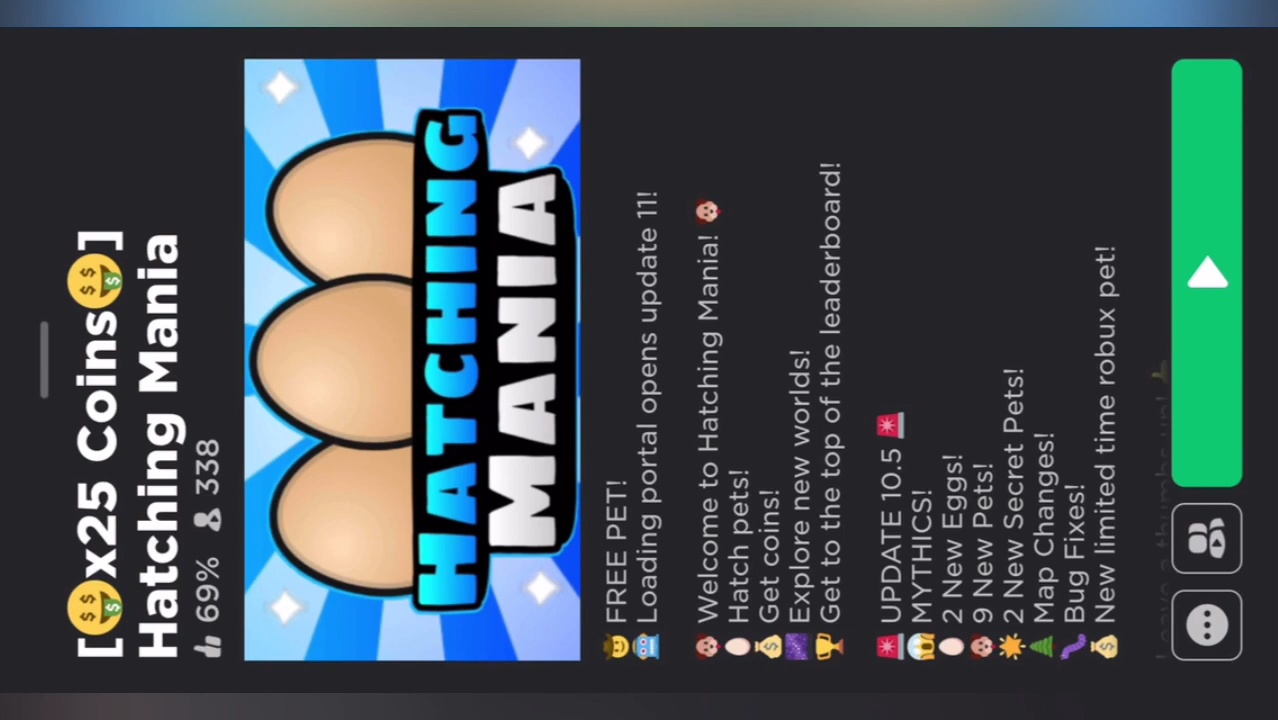 [🤑x25 Coins🤑]
Hatching Mania
69% 338
HATCHING
MANIA
🤠 FREE PET!
🥶 Loading portal opens update 11!
🐶 Welcome to Hatching Mania! 🐶
🥚 Hatch pets!
💰 Get coins!
🌌 Explore new worlds!
🏆 Get to the top of the leaderboard!
🚨 UPDATE 10.5 🚨
😱 MYTHICS!
🥚 2 New Eggs!
🐶 9 New Pets!
🌟 2 New Secret Pets!
🌲 Map Changes!
🐛 Bug Fixes!
💰 New limited time robux pet!